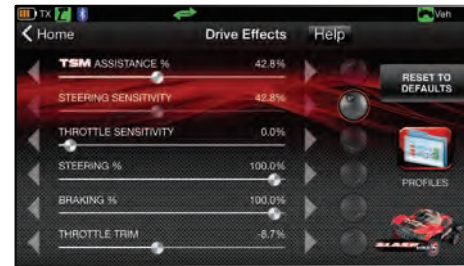 TX Veh
Home Drive Effects Help
TSM ASSISTANCE % 42.8%
RESET TO
DEFAULTS
STEERING SENSITIVITY 42.8%
THROTTLE SENSITIVITY 0.0%
STEERING % 100.0%
PROFILES
BRAKING % 100.0%
SLASH
THROTTLE TRIM -8.7%